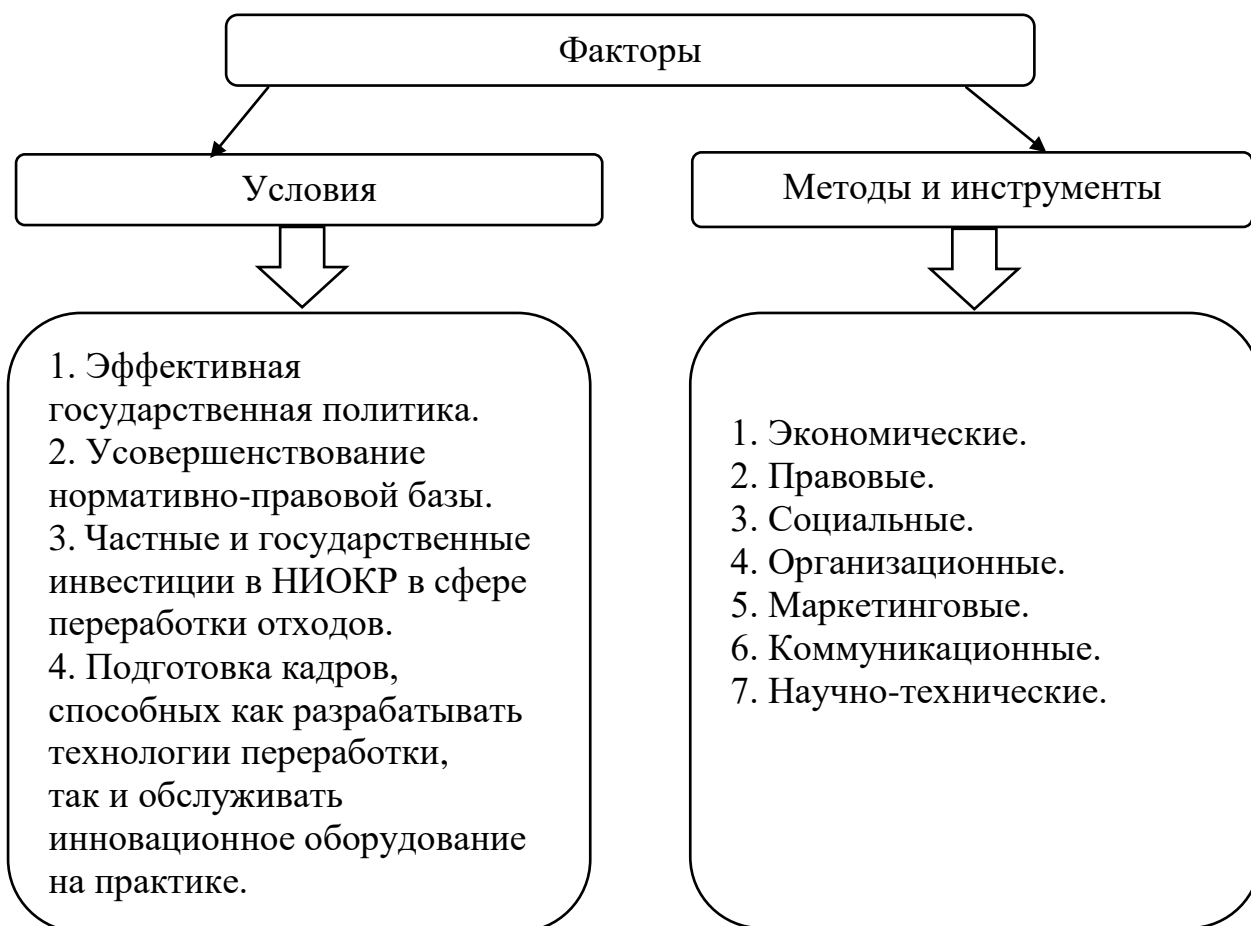 Факторы
Условия
Методы и инструменты
1. Эффективная
государственная политика.
2. Усовершенствование
нормативно-правовой базы.
3. Частные и государственные
инвестиции в НИОКР в сфере
переработки отходов.
4. Подготовка кадров,
способных как разрабатывать
технологии переработки,
так и обслуживать
инновационное оборудование
на практике.
1. Экономические.
2. Правовые.
3. Социальные.
4. Организационные.
5. Маркетинговые.
6. Коммуникационные.
7. Научно-технические.